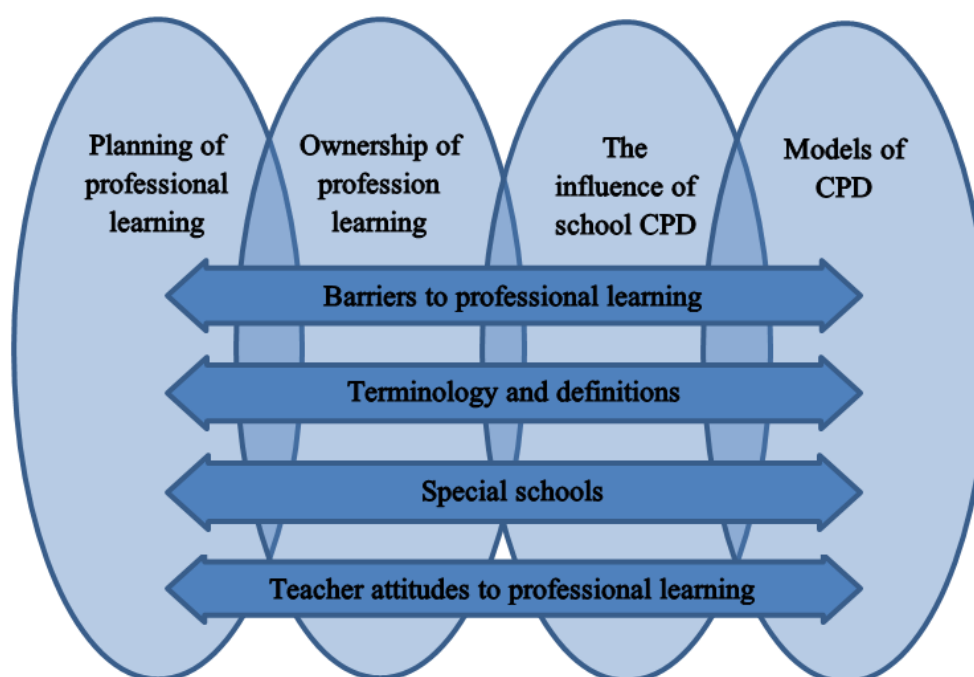 Planning of
professional
learning
Ownership of
profession
learning
The
influence of
school CPD
Models of
CPD
Barriers to professional learning
Terminology and definitions
Special schools
Teacher attitudes to professional learning